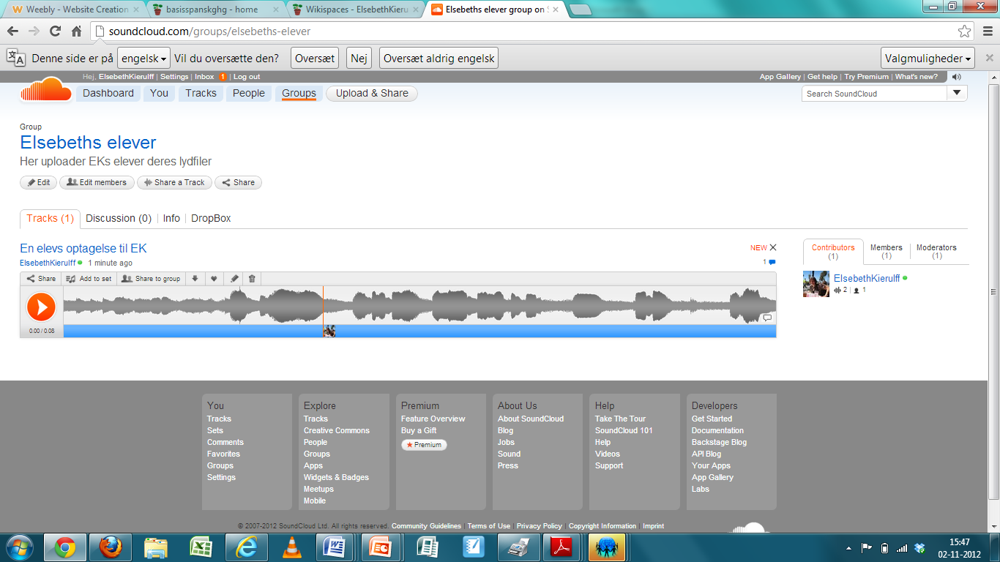 Weebly - Website Creation
basisspanskghg - home
Wikispaces - ElsebethKieru
Elsebeths elever group on S
soundcloud.com/groups/elsebeths-elever
Denne side er på engelsk Vil du oversætte den? Oversæt Nej Oversæt aldrig engelsk Valgmuligheder
Hej, ElsebethKierulff | Settings | Inbox 1 | Log out
App Gallery | Get help | Try Premium | What's new?
Dashboard You Tracks People Groups Upload & Share
Search SoundCloud
Group
Elsebeths elever
Her uploader EKs elever deres lydfiler
Edit Edit members Share a Track Share
Tracks (1) Discussion (0) Info DropBox
En elevs optagelse til EK
NEW
ElsebethKierulff 1 minute ago
1
Share Add to set Share to group
0.00 / 0.08
Contributors (1)
Members (1)
Moderators (1)
ElsebethKierulff
2 | 1
You
Tracks
Sets
Comments
Favorites
Groups
Settings
Explore
Tracks
Creative Commons
People
Groups
Apps
Widgets & Badges
Meetups
Mobile
Premium
Feature Overview
Buy a Gift
Premium
About Us
About SoundCloud
Blog
Jobs
Sound
Press
Help
Take The Tour
SoundCloud 101
Help
Videos
Support
Developers
Get Started
Documentation
Backstage Blog
API Blog
Your Apps
App Gallery
Labs
© 2007-2012 SoundCloud Ltd. All rights reserved. Community Guidelines | Terms of Use | Privacy Policy | Copyright Information | Imprint
15:47
02-11-2012